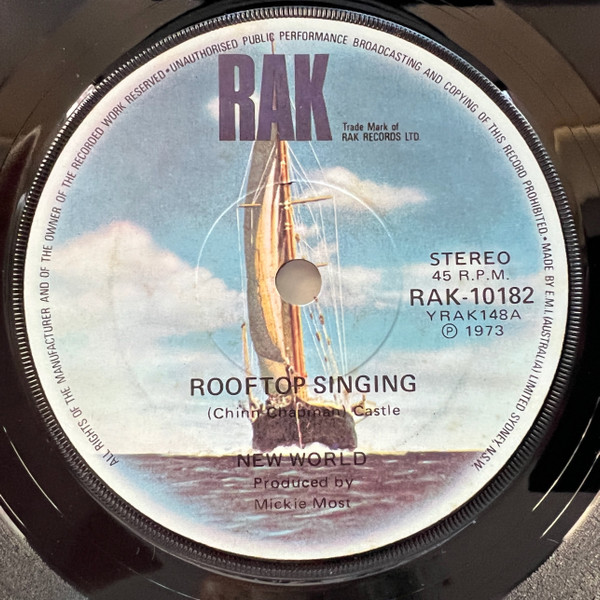 ALL RIGHTS OF THE MANUFACTURER AND OF THE OWNER OF THE RECORDED WORK RESERVED•UNAUTHORISED PUBLIC PERFORMANCE BROADCASTING AND COPYING OF THIS RECORD PROHIBITED.•MADE BY E.M.I.(AUSTRALIA) LIMITED SYDNEY, N.S.W.
RAK
Trade Mark of
RAK RECORDS LTD
STEREO
45 R.P.M.
RAK-10182
YRAK148A
Ⓟ 1973
ROOFTOP SINGING
(Chinn-Chapman) Castle
NEW WORLD
Produced by
Mickie Most